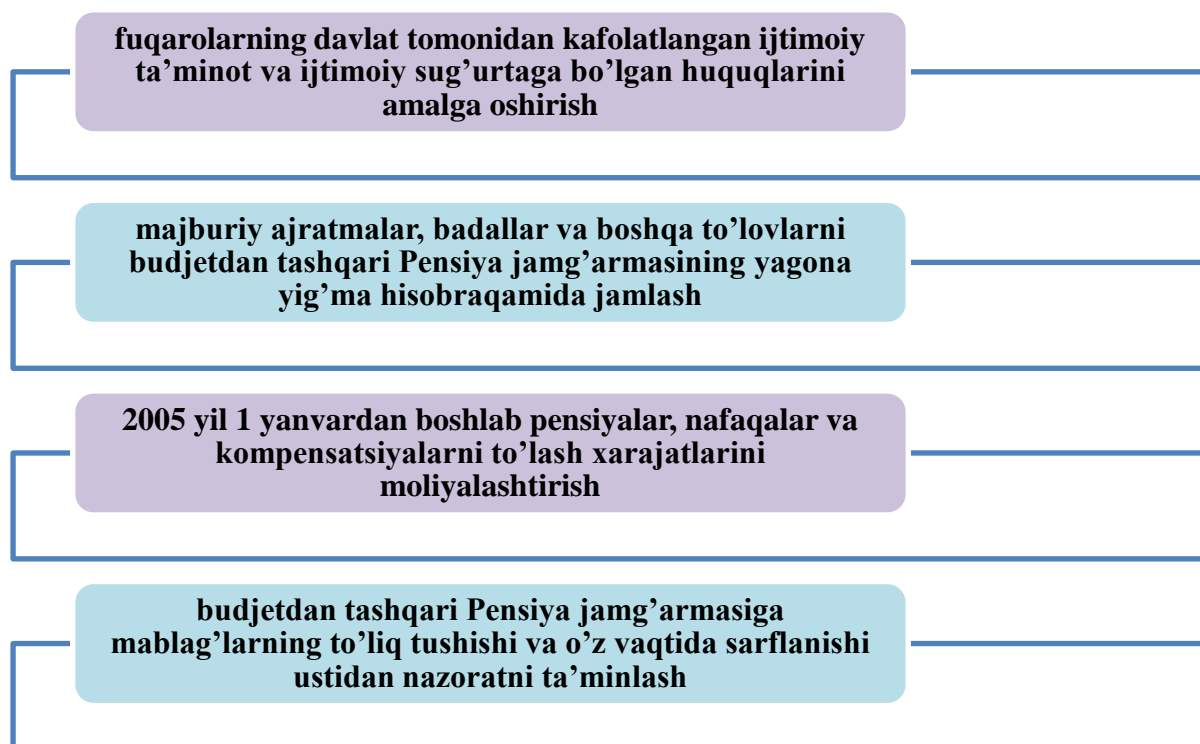 fuqarolarning davlat tomonidan kafolatlangan ijtimoiy
ta’minot va ijtimoiy sug’urtaga bo’lgan huquqlarini
amalga oshirish
majburiy ajratmalar, badallar va boshqa to’lovlarni
budjetdan tashqari Pensiya jamg’armasining yagona
yig’ma hisobraqamida jamlash
2005 yil 1 yanvardan boshlab pensiyalar, nafaqalar va
kompensatsiyalarni to’lash xarajatlarini
moliyalashtirish
budjetdan tashqari Pensiya jamg’armasiga
mablag’larning to’liq tushishi va o’z vaqtida sarflanishi
ustidan nazoratni ta’minlash